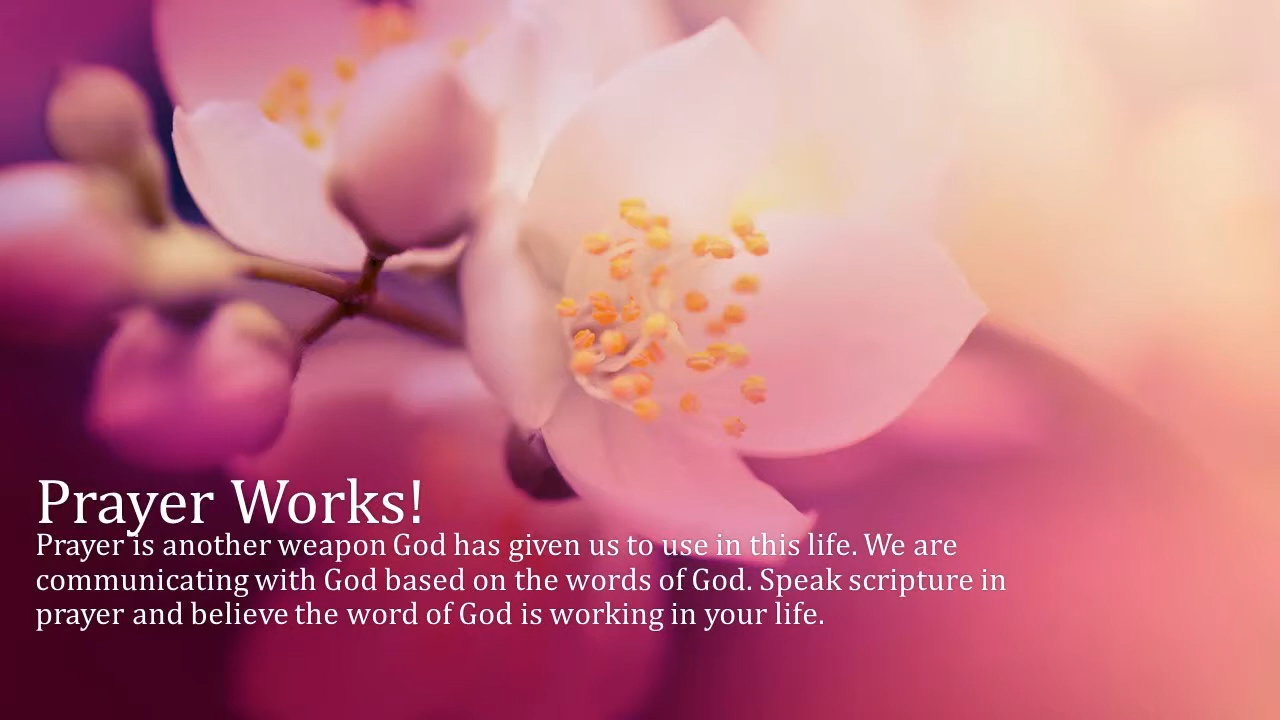 Prayer Works!
Prayer is another weapon God has given us to use in this life. We are
communicating with God based on the words of God. Speak scripture in
prayer and believe the word of God is working in your life.